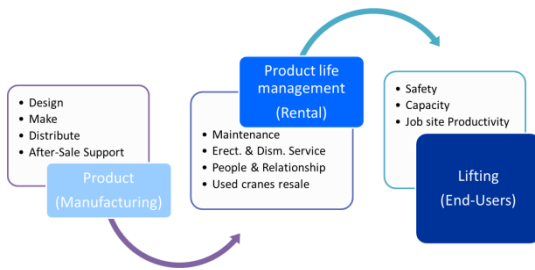 • Design
• Make
• Distribute
• After-Sale Support
Product
(Manufacturing)
Product life
management
(Rental)
• Maintenance
• Erect. & Dism. Service
• People & Relationship
• Used cranes resale
• Safety
• Capacity
• Job site Productivity
Lifting
(End-Users)